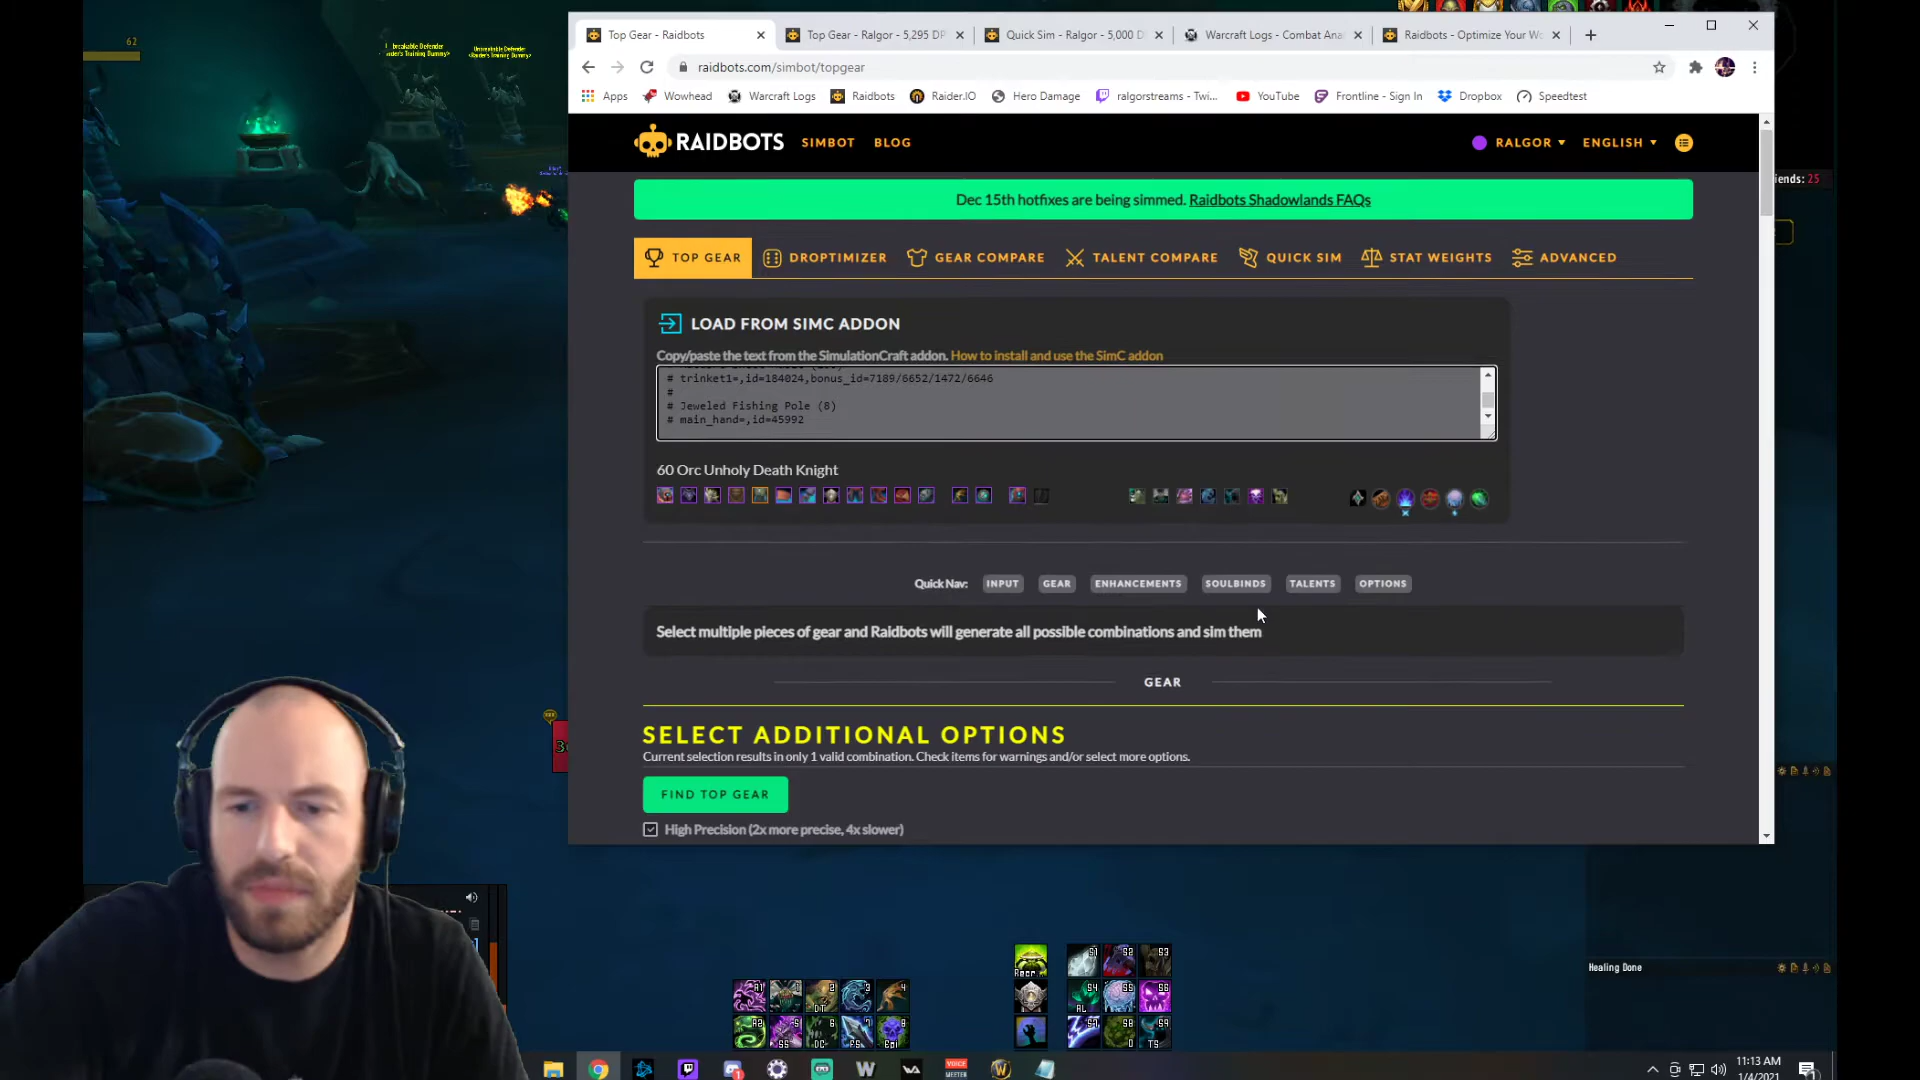 Top Gear - Raidbots
Top Gear - Ralgor - 5,295 DP
Quick Sim - Ralgor - 5,000 D
Warcraft Logs - Combat Ana
Raidbots - Optimize Your Wo
raidbots.com/simbot/topgear
Apps
Wowhead
Warcraft Logs
Raidbots
Raider.IO
Hero Damage
ralgorstreams - Twi...
YouTube
Frontline - Sign In
Dropbox
Speedtest
62
RAIDBOTS
SIMBOT
BLOG
RALGOR
ENGLISH
iends: 25
Dec 15th hotfixes are being simmed. Raidbots Shadowlands FAQs
TOP GEAR
DROPTIMIZER
GEAR COMPARE
TALENT COMPARE
QUICK SIM
STAT WEIGHTS
ADVANCED
LOAD FROM SIMC ADDON
Copy/paste the text from the SimulationCraft addon. How to install and use the SimC addon
# trinket1=,id=184024,bonus_id=7189/6652/1472/6646
#
# Jeweled Fishing Pole (8)
# main_hand=,id=45992
60 Orc Unholy Death Knight
Quick Nav:
INPUT
GEAR
ENHANCEMENTS
SOULBINDS
TALENTS
OPTIONS
Select multiple pieces of gear and Raidbots will generate all possible combinations and sim them
GEAR
SELECT ADDITIONAL OPTIONS
Current selection results in only 1 valid combination. Check items for warnings and/or select more options.
FIND TOP GEAR
High Precision (2x more precise, 4x slower)
Healing Done
11:13 AM
1/4/2021